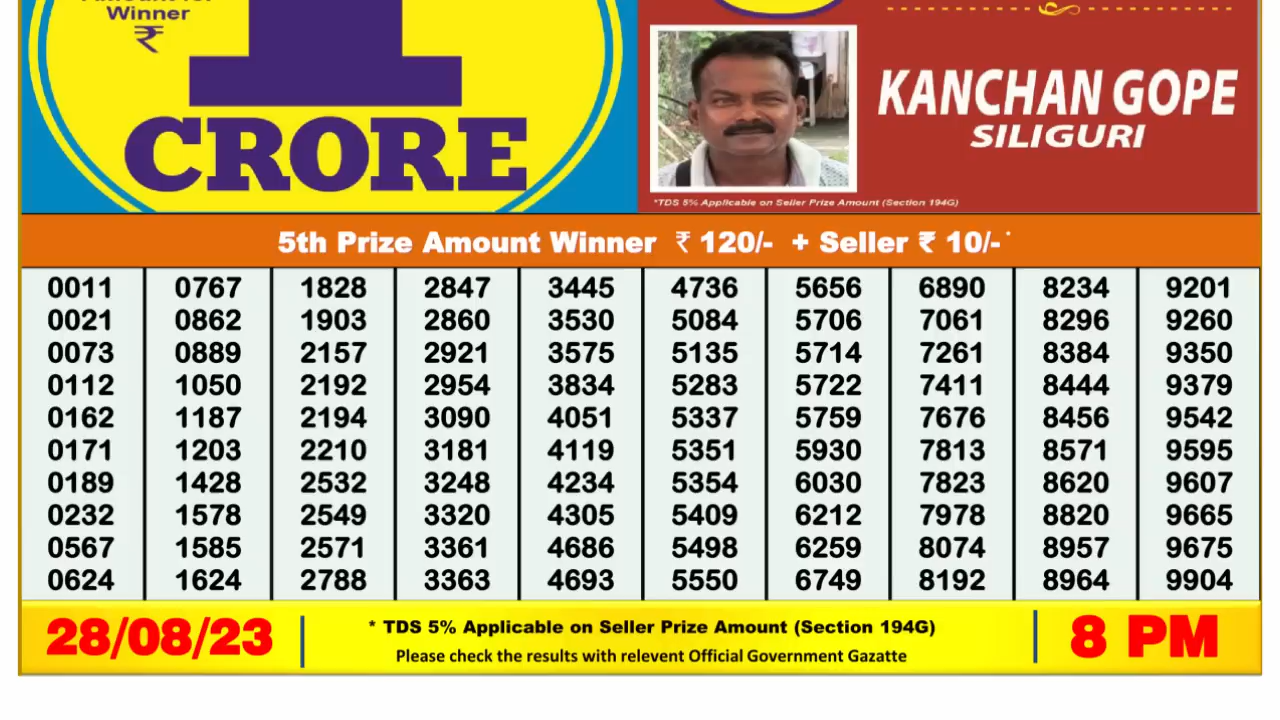 Winner
₹
1
CRORE
KANCHAN GOPE
SILIGURI
*TDS 5% Applicable on Seller Prize Amount (Section 194G)
5th Prize Amount Winner ₹ 120/- + Seller ₹ 10/-*
0011 0767 1828 2847 3445 4736 5656 6890 8234 9201
0021 0862 1903 2860 3530 5084 5706 7061 8296 9260
0073 0889 2157 2921 3575 5135 5714 7261 8384 9350
0112 1050 2192 2954 3834 5283 5722 7411 8444 9379
0162 1187 2194 3090 4051 5337 5759 7676 8456 9542
0171 1203 2210 3181 4119 5351 5930 7813 8571 9595
0189 1428 2532 3248 4234 5354 6030 7823 8620 9607
0232 1578 2549 3320 4305 5409 6212 7978 8820 9665
0567 1585 2571 3361 4686 5498 6259 8074 8957 9675
0624 1624 2788 3363 4693 5550 6749 8192 8964 9904
28/08/23
* TDS 5% Applicable on Seller Prize Amount (Section 194G)
Please check the results with relevent Official Government Gazatte
8 PM